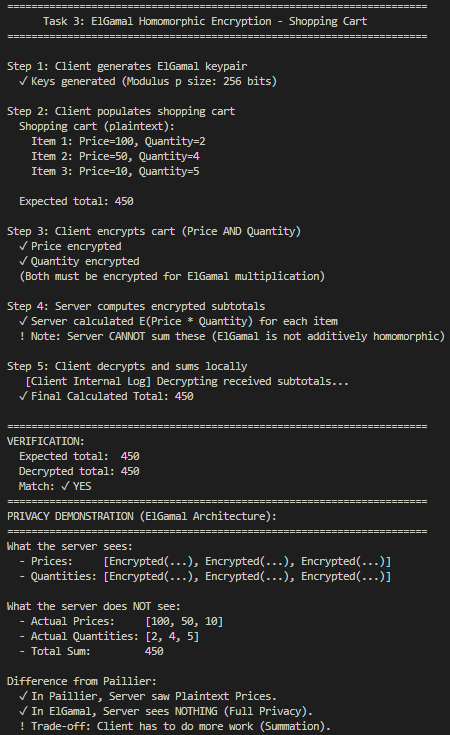 ======================================================================
Task 3: ElGamal Homomorphic Encryption - Shopping Cart
======================================================================
Step 1: Client generates ElGamal keypair
✓ Keys generated (Modulus p size: 256 bits)
Step 2: Client populates shopping cart
Shopping cart (plaintext):
Item 1: Price=100, Quantity=2
Item 2: Price=50, Quantity=4
Item 3: Price=10, Quantity=5
Expected total: 450
Step 3: Client encrypts cart (Price AND Quantity)
✓ Price encrypted
✓ Quantity encrypted
(Both must be encrypted for ElGamal multiplication)
Step 4: Server computes encrypted subtotals
✓ Server calculated E(Price * Quantity) for each item
! Note: Server CANNOT sum these (ElGamal is not additively homomorphic)
Step 5: Client decrypts and sums locally
[Client Internal Log] Decrypting received subtotals...
✓ Final Calculated Total: 450
======================================================================
VERIFICATION:
Expected total:  450
Decrypted total: 450
Match: ✓ YES
======================================================================
PRIVACY DEMONSTRATION (ElGamal Architecture):
======================================================================
What the server sees:
- Prices:     [Encrypted(...), Encrypted(...), Encrypted(...)]
- Quantities: [Encrypted(...), Encrypted(...), Encrypted(...)]
What the server does NOT see:
- Actual Prices:     [100, 50, 10]
- Actual Quantities: [2, 4, 5]
- Total Sum:         450
Difference from Paillier:
✓ In Paillier, Server saw Plaintext Prices.
✓ In ElGamal, Server sees NOTHING (Full Privacy).
! Trade-off: Client has to do more work (Summation).